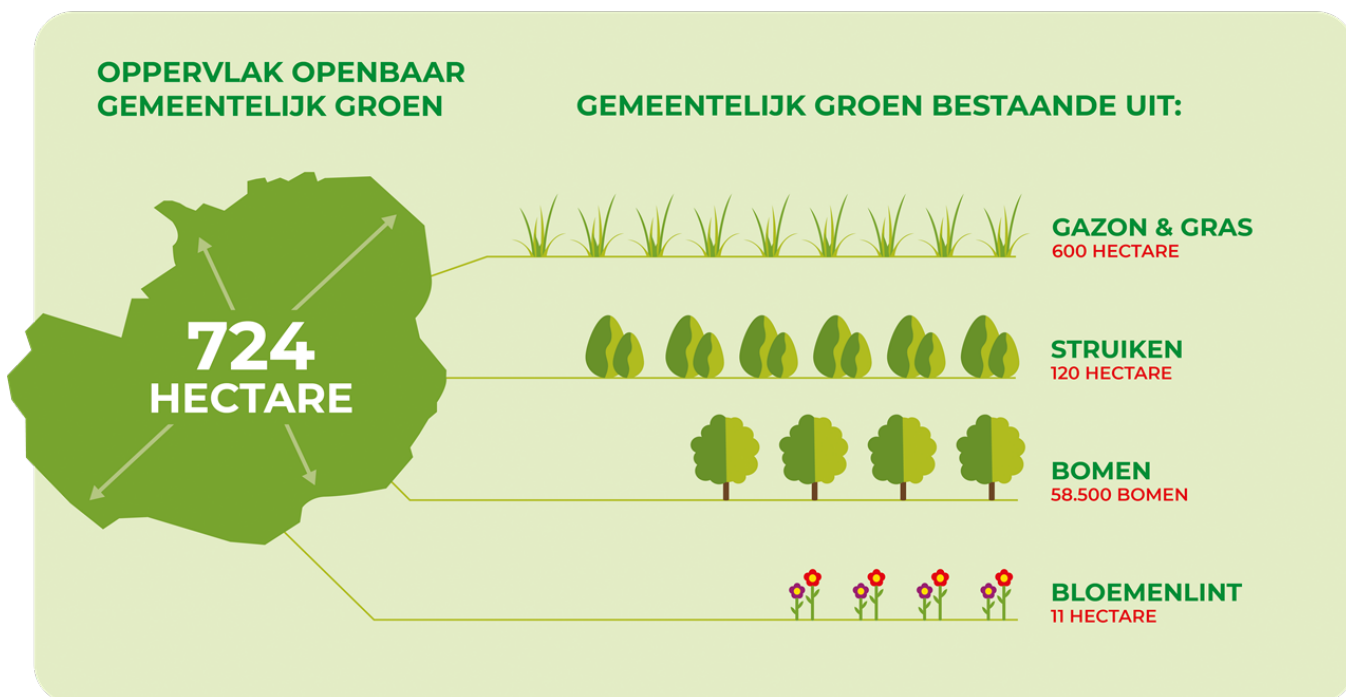 OPPERVLAK OPENBAAR
GEMEENTELIJK GROEN
GEMEENTELIJK GROEN BESTAANDE UIT:
724
HECTARE
GAZON & GRAS
600 HECTARE
STRUIKEN
120 HECTARE
BOMEN
58.500 BOMEN
BLOEMENLINT
11 HECTARE